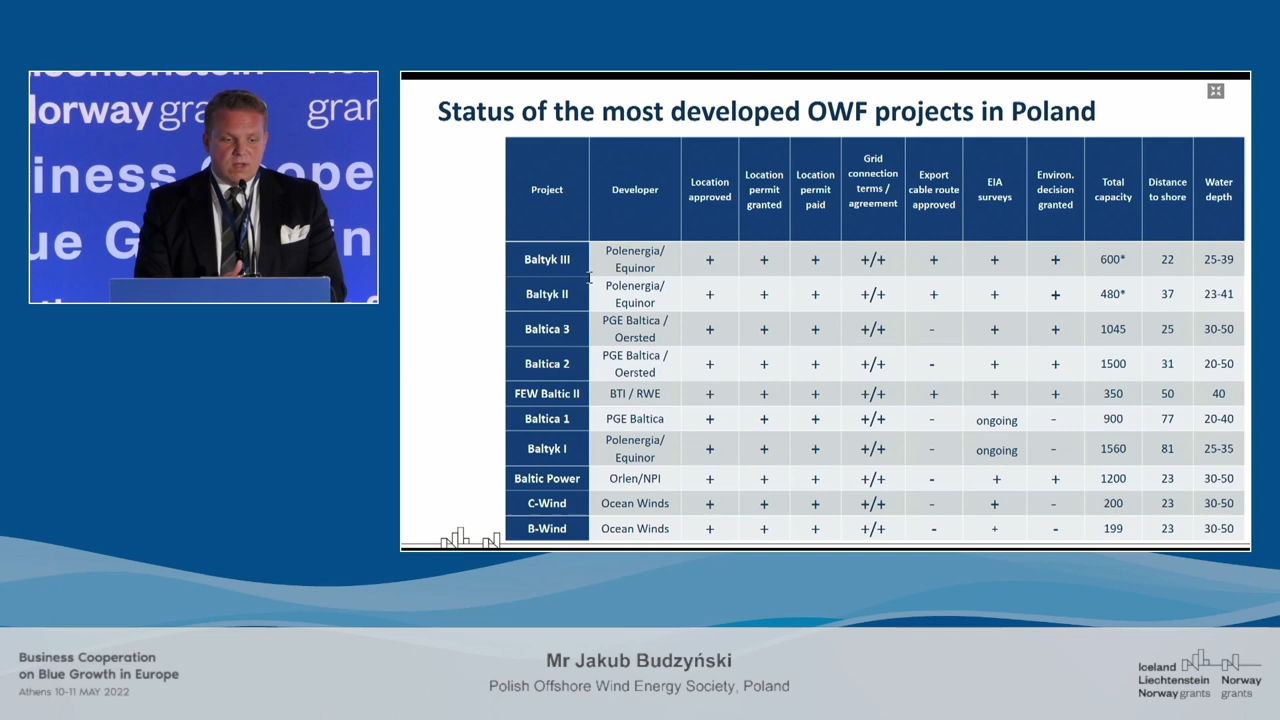 Norway grants
gran
iness Cooper
ue G
in
Status of the most developed OWF projects in Poland
Project Developer Location approved Location permit granted Location permit paid Grid connection terms / agreement Export cable route approved EIA surveys Environ. decision granted Total capacity Distance to shore Water depth
Baltyk III Polenergia/ Equinor + + + +/+ + + + 600* 22 25-39
Baltyk II Polenergia/ Equinor + + + +/+ + + + 480* 37 23-41
Baltica 3 PGE Baltica / Oersted + + + +/+ - + + 1045 25 30-50
Baltica 2 PGE Baltica / Oersted + + + +/+ - + + 1500 31 20-50
FEW Baltic II BTI / RWE + + + +/+ + + + 350 50 40
Baltica 1 PGE Baltica + + + +/+ - ongoing - 900 77 20-40
Baltyk I Polenergia/ Equinor + + + +/+ - ongoing - 1560 81 25-35
Baltic Power Orlen/NPI + + + +/+ - + + 1200 23 30-50
C-Wind Ocean Winds + + + +/+ - + - 200 23 30-50
B-Wind Ocean Winds + + + +/+ - + - 199 23 30-50
Business Cooperation
on Blue Growth in Europe
Athens 10-11 MAY 2022
Mr Jakub Budzyński
Polish Offshore Wind Energy Society, Poland
Iceland
Liechtenstein Norway
Norway grants grants